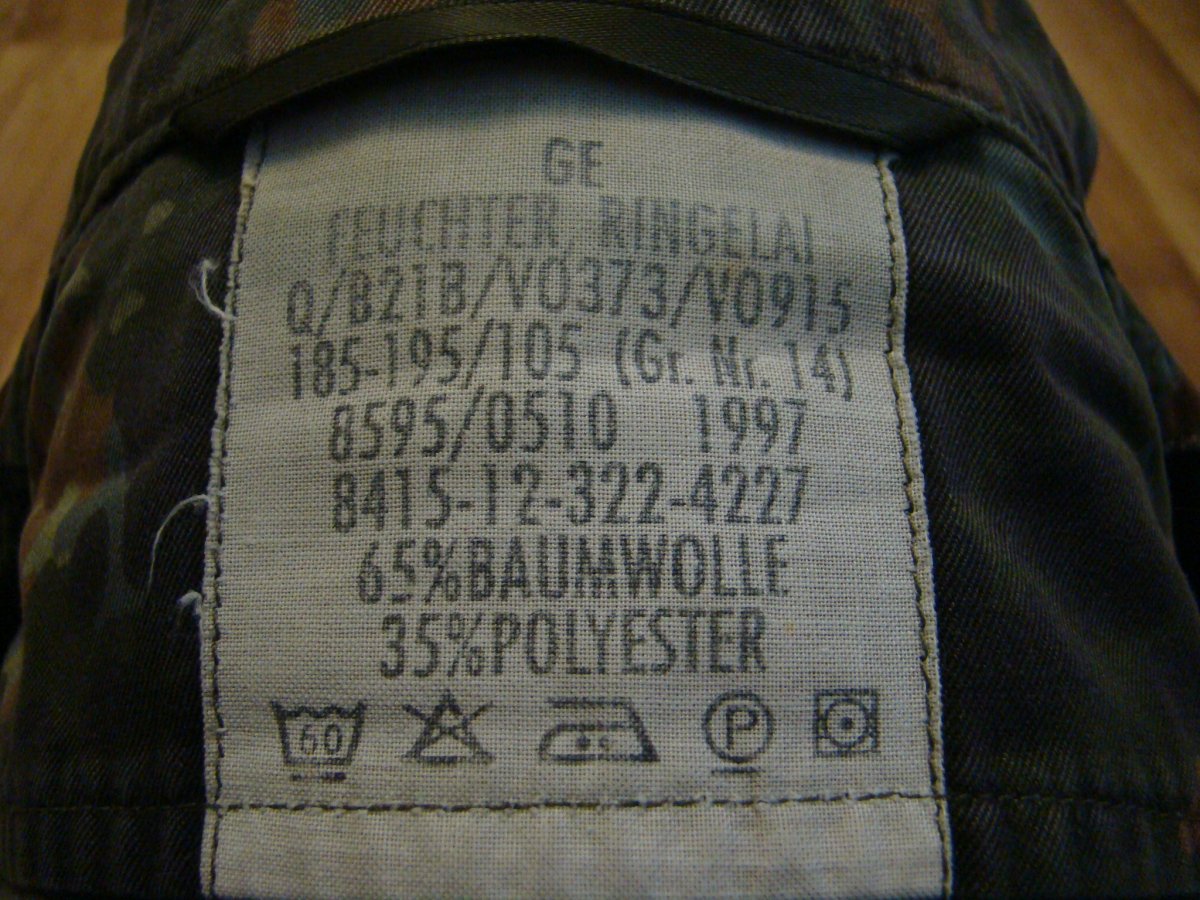 GE
FEUCHTER, RINGELAI
Q/B21B/V0373/V0915
185-195/105 (Gr. Nr. 14)
8595/0510 1997
8415-12-322-4227
65%BAUMWOLLE
35%POLYESTER
60 P